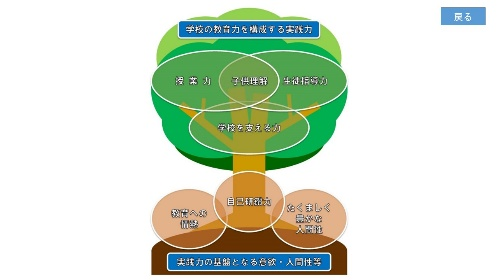 学校の教育力を構成する実践力
戻る
授業力
子供理解
生徒指導力
学校を支える力
自己研鑽力
教育への
情熱
たくましく
豊かな
人間性
実践力の基盤となる意欲・人間性等